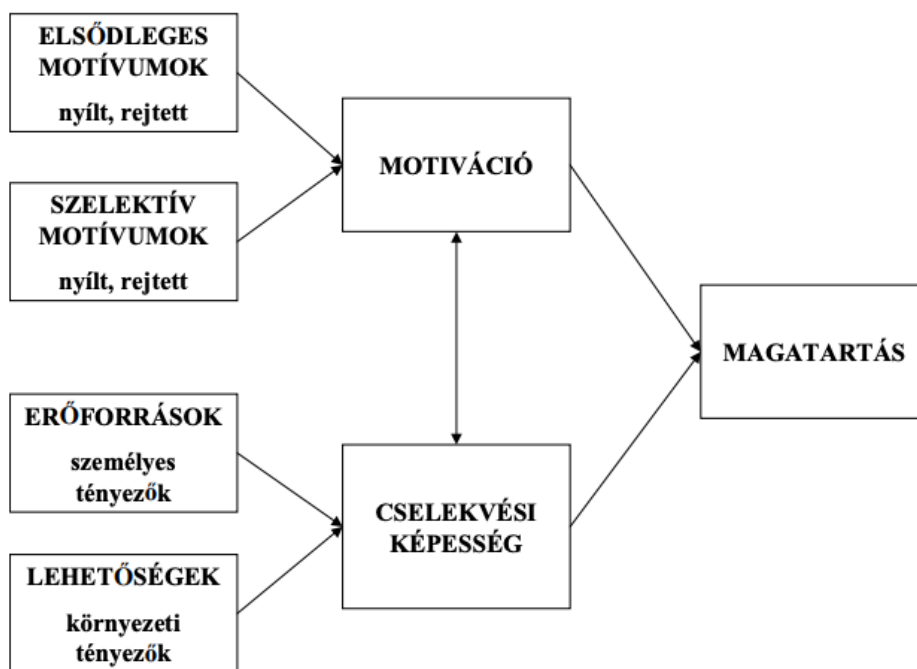 ELSŐDLEGES
MOTÍVUMOK
nyílt, rejtett
SZELEKTÍV
MOTÍVUMOK
nyílt, rejtett
MOTIVÁCIÓ
MAGATARTÁS
ERŐFORRÁSOK
személyes
tényezők
LEHETŐSÉGEK
környezeti
tényezők
CSELEKVÉSI
KÉPESSÉG